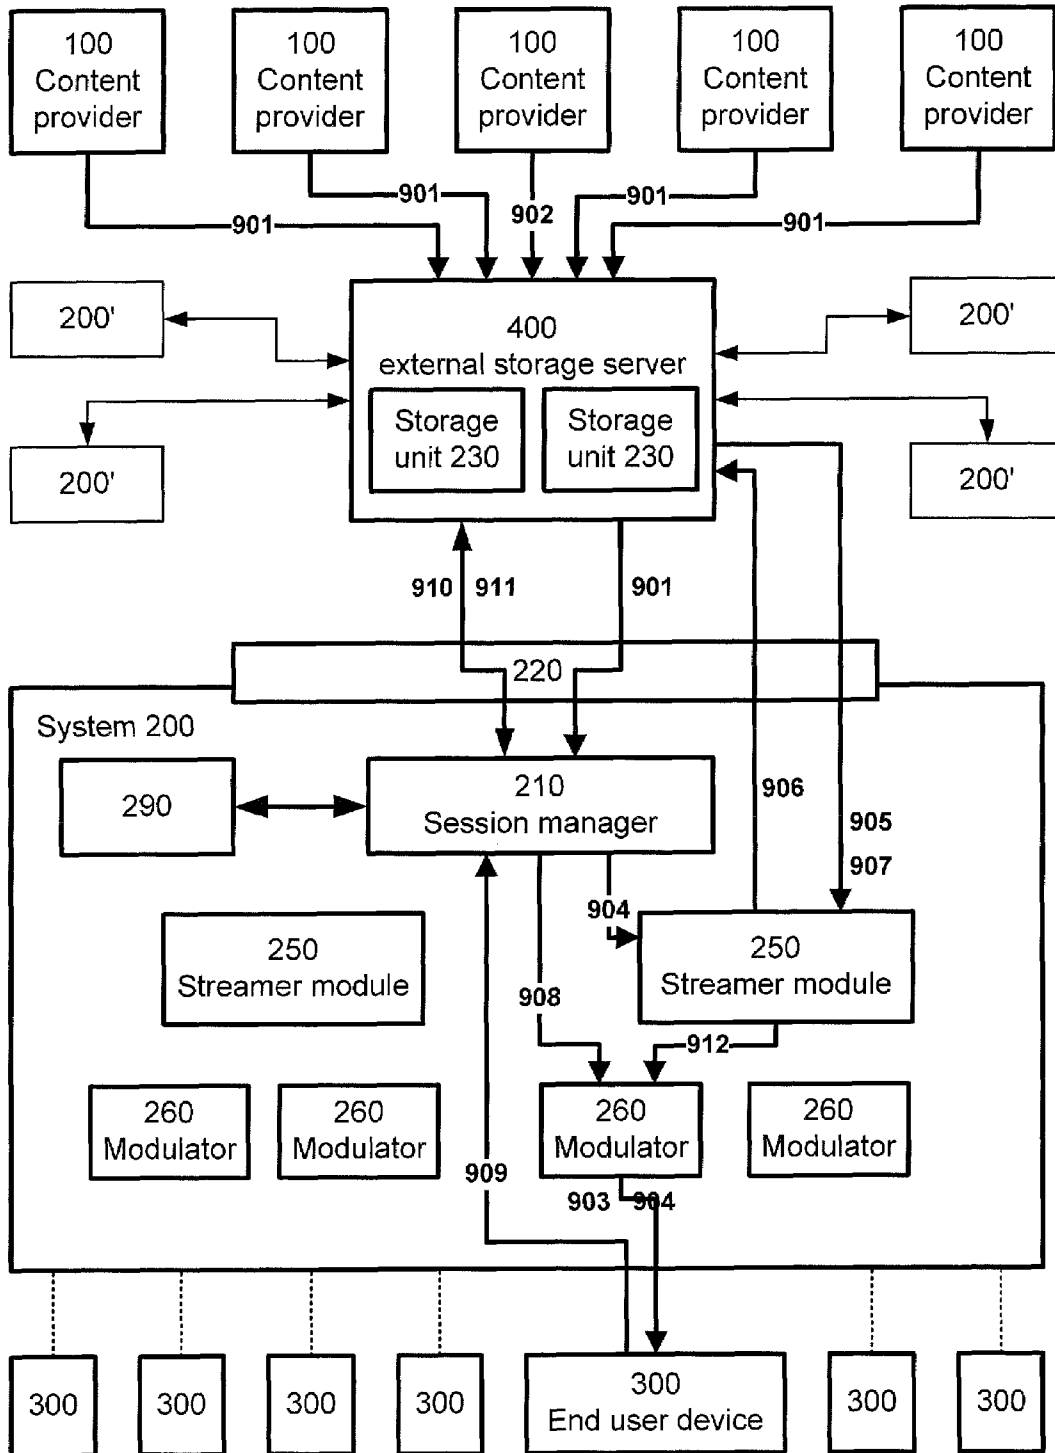 100
Content
provider
100
Content
provider
100
Content
provider
100
Content
provider
100
Content
provider
901
901
902
901
901
200'
200'
400
external storage server
Storage
unit 230
Storage
unit 230
200'
200'
910
911
901
220
System 200
290
210
Session manager
906
905
907
904
250
Streamer module
250
Streamer module
908
912
260
Modulator
260
Modulator
260
Modulator
260
Modulator
909
903
904
300
300
300
300
300
End user device
300
300